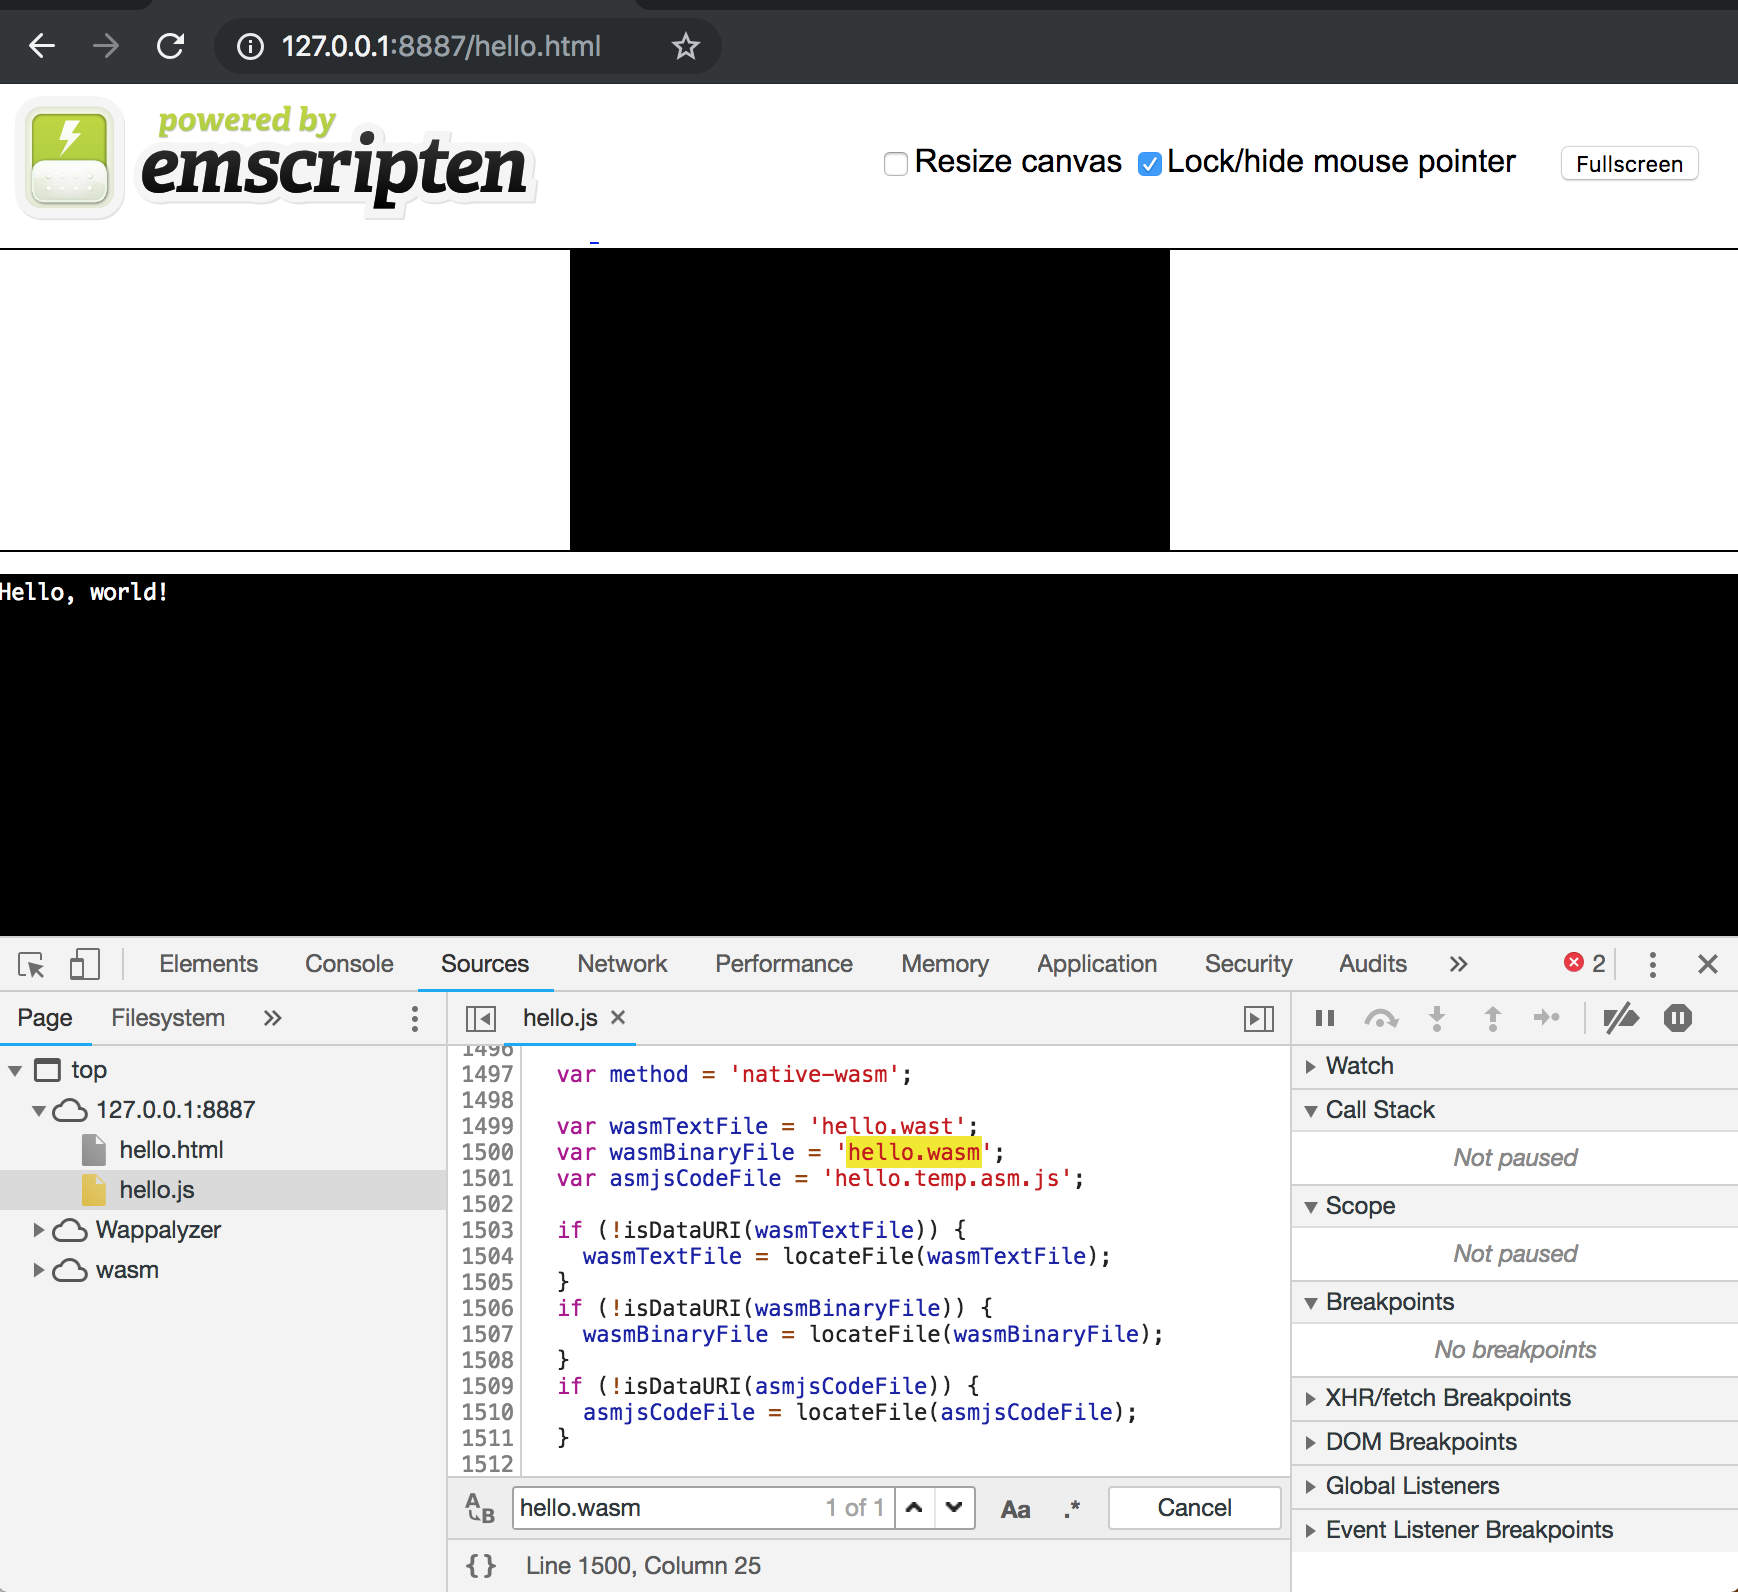 127.0.0.1:8887/hello.html
powered by
emscripten
Resize canvas Lock/hide mouse pointer Fullscreen
Hello, world!
Elements Console Sources Network Performance Memory Application Security Audits » 2
Page Filesystem »
hello.js ×
top
127.0.0.1:8887
hello.html
hello.js
Wappalyzer
wasm
1496
1497 var method = 'native-wasm';
1498
1499 var wasmTextFile = 'hello.wast';
1500 var wasmBinaryFile = 'hello.wasm';
1501 var asmjsCodeFile = 'hello.temp.asm.js';
1502
1503 if (!isDataURI(wasmTextFile)) {
1504 wasmTextFile = locateFile(wasmTextFile);
1505 }
1506 if (!isDataURI(wasmBinaryFile)) {
1507 wasmBinaryFile = locateFile(wasmBinaryFile);
1508 }
1509 if (!isDataURI(asmjsCodeFile)) {
1510 asmjsCodeFile = locateFile(asmjsCodeFile);
1511 }
1512
hello.wasm 1 of 1 Aa .* Cancel
{} Line 1500, Column 25
Watch
Call Stack
Not paused
Scope
Not paused
Breakpoints
No breakpoints
XHR/fetch Breakpoints
DOM Breakpoints
Global Listeners
Event Listener Breakpoints